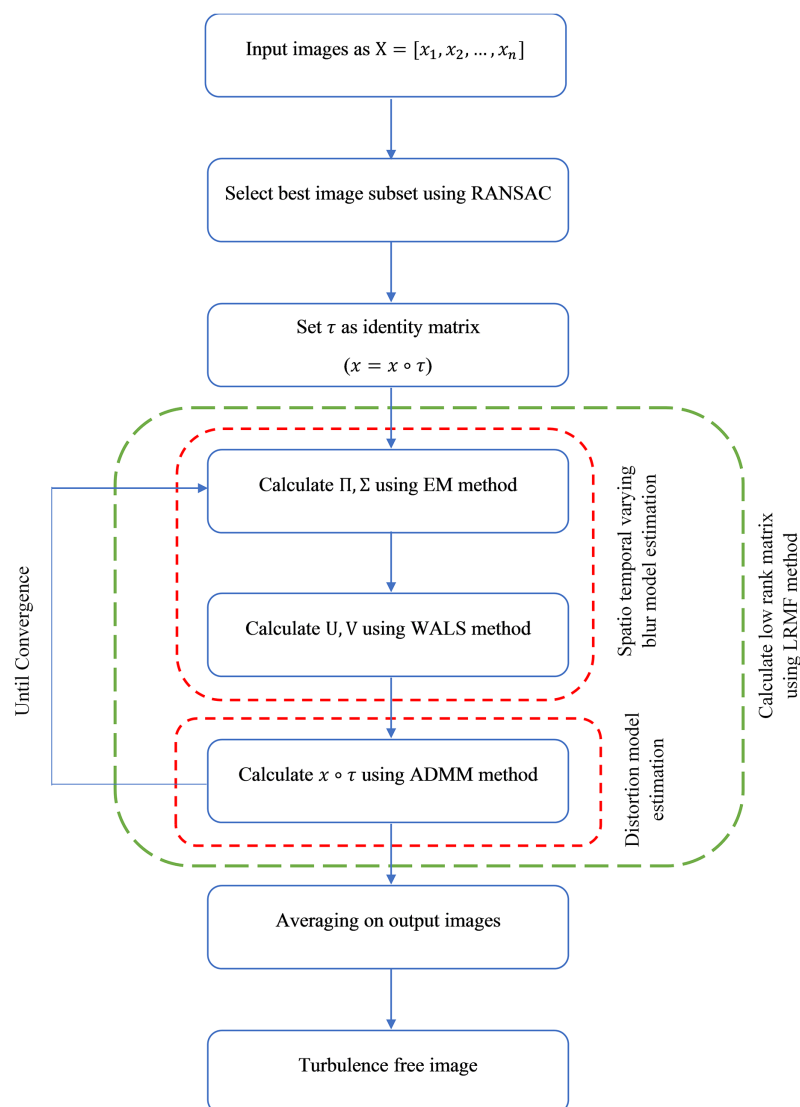 Input images as X = [x₁, x₂, … , xₙ]
Select best image subset using RANSAC
Set τ as identity matrix
(x = x ∘ τ)
Calculate Π, Σ using EM method
Calculate U, V using WALS method
Spatio temporal varying
blur model estimation
Calculate x ∘ τ using ADMM method
Distortion model
estimation
Calculate low rank matrix
using LRMF method
Until Convergence
Averaging on output images
Turbulence free image